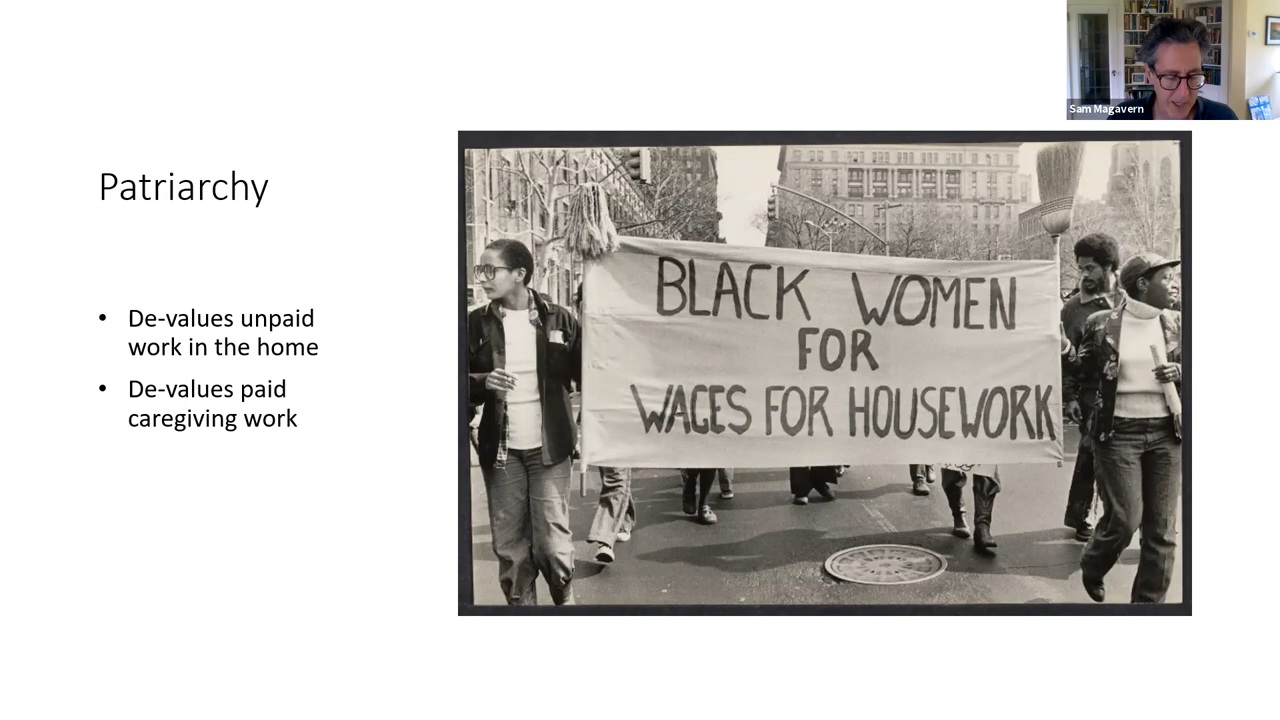 Sam Magavern
Patriarchy
• De-values unpaid
work in the home
• De-values paid
caregiving work
BLACK WOMEN
FOR
WAGES FOR HOUSEWORK